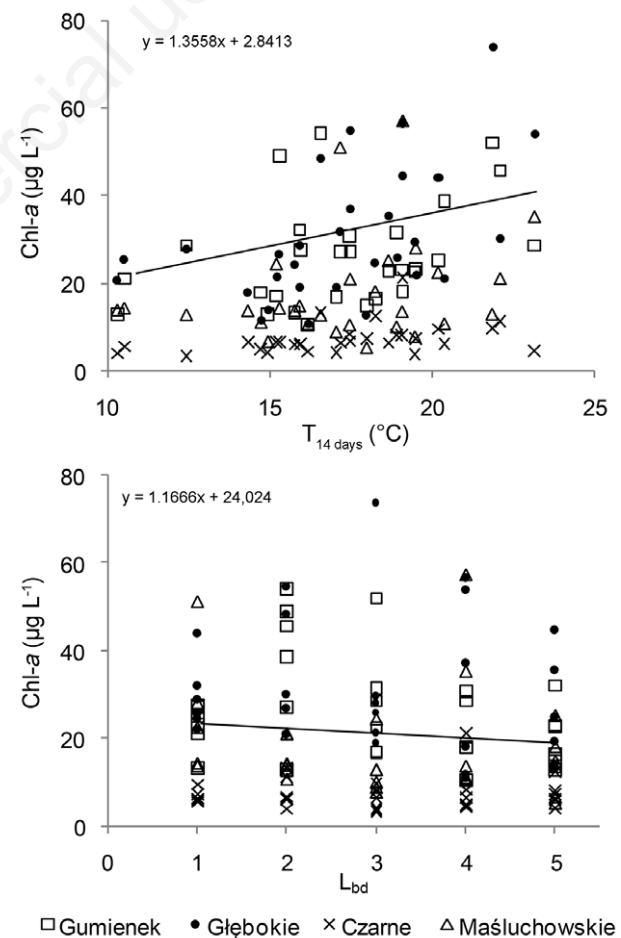 ercial u
80
60
40
20
0
Chl-a (µg L-1)
y = 1.3558x + 2.8413
10 15 20 25
T14 days (°C)
80
60
40
20
0
Chl-a (µg L-1)
y = 1.1666x + 24,024
0 1 2 3 4 5
Lbd
Gumienek Głębokie Czarne Maśluchowskie